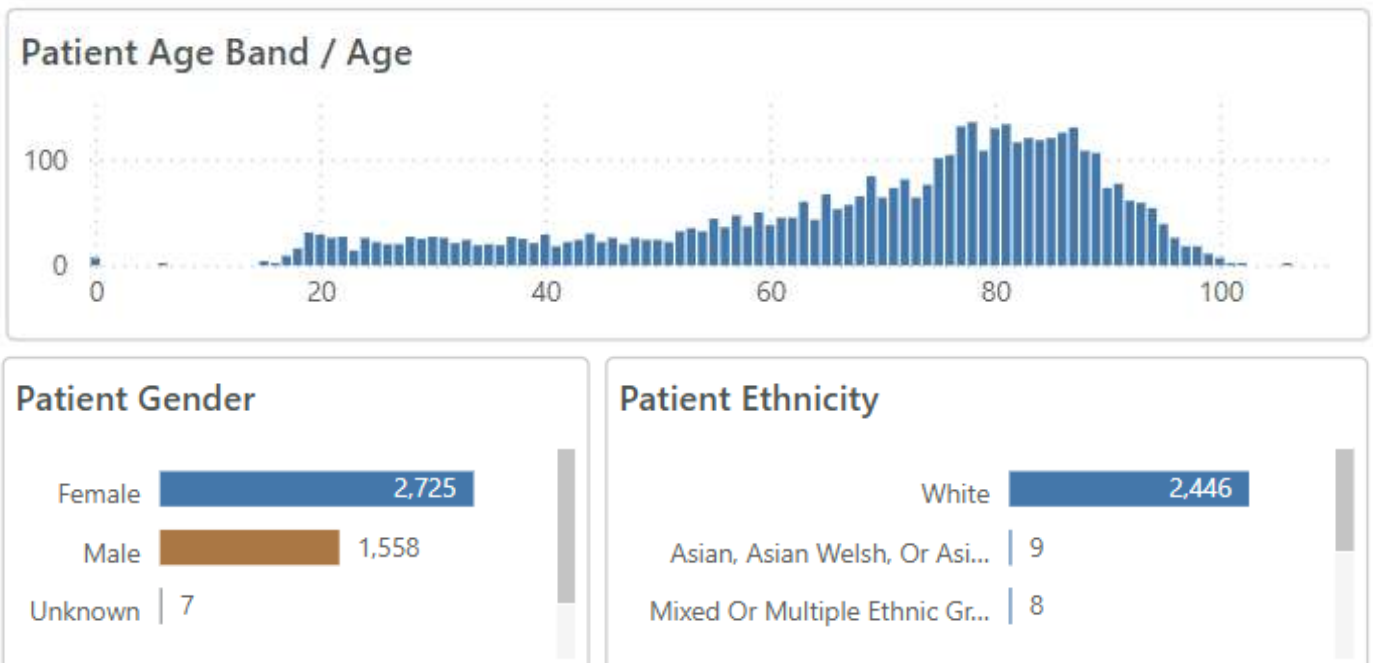 Patient Age Band / Age
100
0
0 20 40 60 80 100
Patient Gender
Female 2,725
Male 1,558
Unknown 7
Patient Ethnicity
White 2,446
Asian, Asian Welsh, Or Asi... 9
Mixed Or Multiple Ethnic Gr... 8